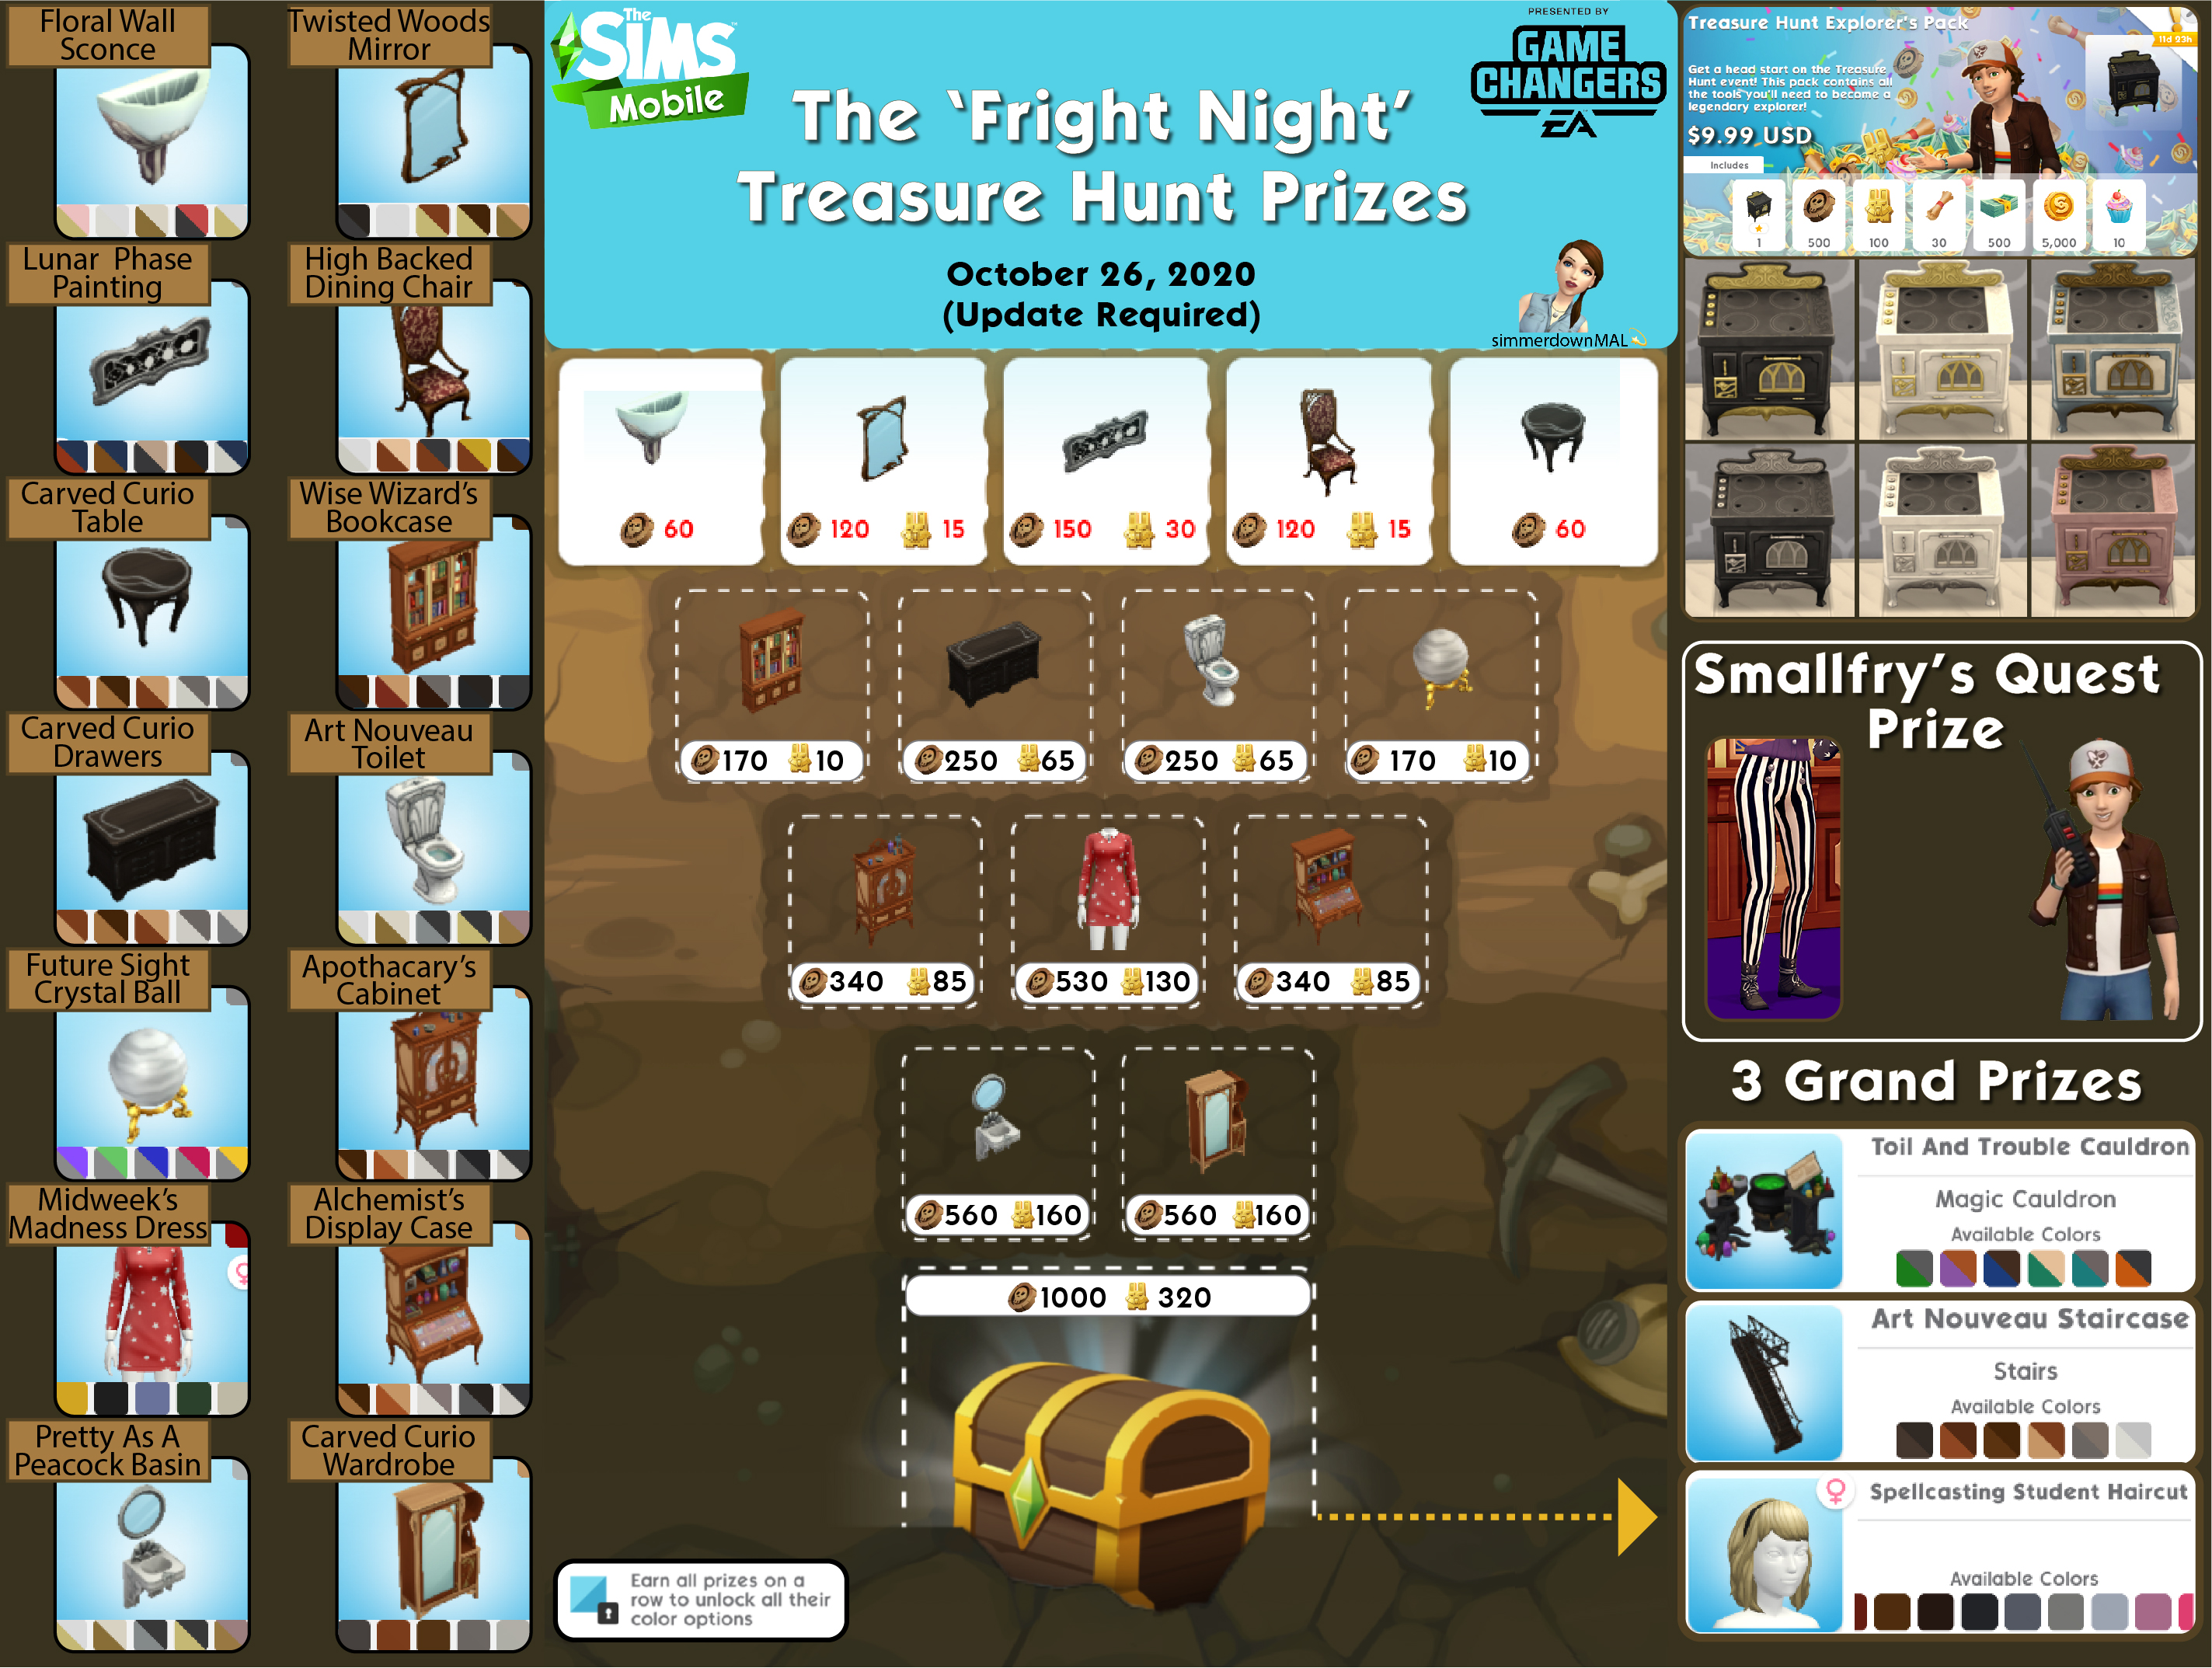 Floral Wall
Sconce
Twisted Woods
Mirror
Lunar Phase
Painting
High Backed
Dining Chair
Carved Curio
Table
Wise Wizard's
Bookcase
Carved Curio
Drawers
Art Nouveau
Toilet
Future Sight
Crystal Ball
Apothacary's
Cabinet
Midweek's
Madness Dress
Alchemist's
Display Case
Pretty As A
Peacock Basin
Carved Curio
Wardrobe
The
SiMS
Mobile
PRESENTED BY
GAME
CHANGERS
EA
The 'Fright Night'
Treasure Hunt Prizes
October 26, 2020
(Update Required)
simmerdownMAL
60
120 15
150 30
120 15
60
170 10
250 65
250 65
170 10
340 85
530 130
340 85
560 160
560 160
1000 320
Earn all prizes on a
row to unlock all their
color options
Treasure Hunt Explorer's Pack
11d 23h
Get a head start on the Treasure
Hunt event! This pack contains all
the tools you'll need to become a
legendary explorer!
$9.99 USD
Includes
1 500 100 30 500 5,000 10
Smallfry's Quest
Prize
3 Grand Prizes
Toil And Trouble Cauldron
Magic Cauldron
Available Colors
Art Nouveau Staircase
Stairs
Available Colors
Spellcasting Student Haircut
Available Colors